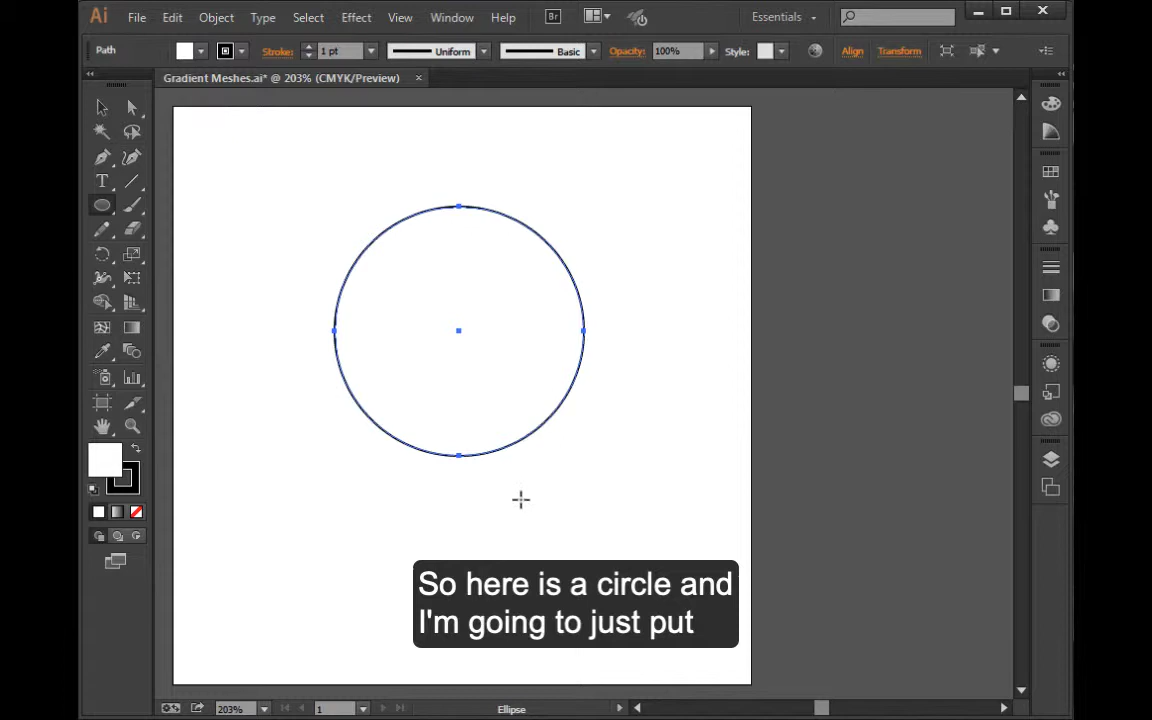 Ai File Edit Object Type Select Effect View Window Help Br Essentials
Path Stroke: 1 pt Uniform Basic Opacity: 100% Style: Align Transform
Gradient Meshes.ai* @ 203% (CMYK/Preview) ×
T
So here is a circle and
I'm going to just put
203% 1 Ellipse